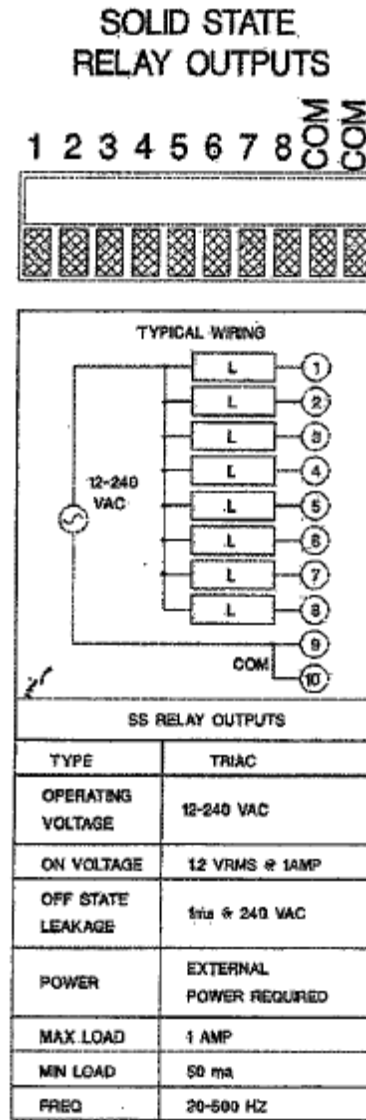 SOLID STATE
RELAY OUTPUTS
1 2 3 4 5 6 7 8 COM COM
TYPICAL WIRING
L 1
L 2
L 3
L 4
12-240
VAC
L 5
L 6
L 7
L 8
9
COM
10
SS RELAY OUTPUTS
TYPE TRIAC
OPERATING
VOLTAGE
12-240 VAC
ON VOLTAGE 1.2 VRMS @ 1AMP
OFF STATE
LEAKAGE
@ 240 VAC
POWER
EXTERNAL
POWER REQUIRED
MAX LOAD 1 AMP
MIN LOAD 50 ma
FREQ 20-500 HZ